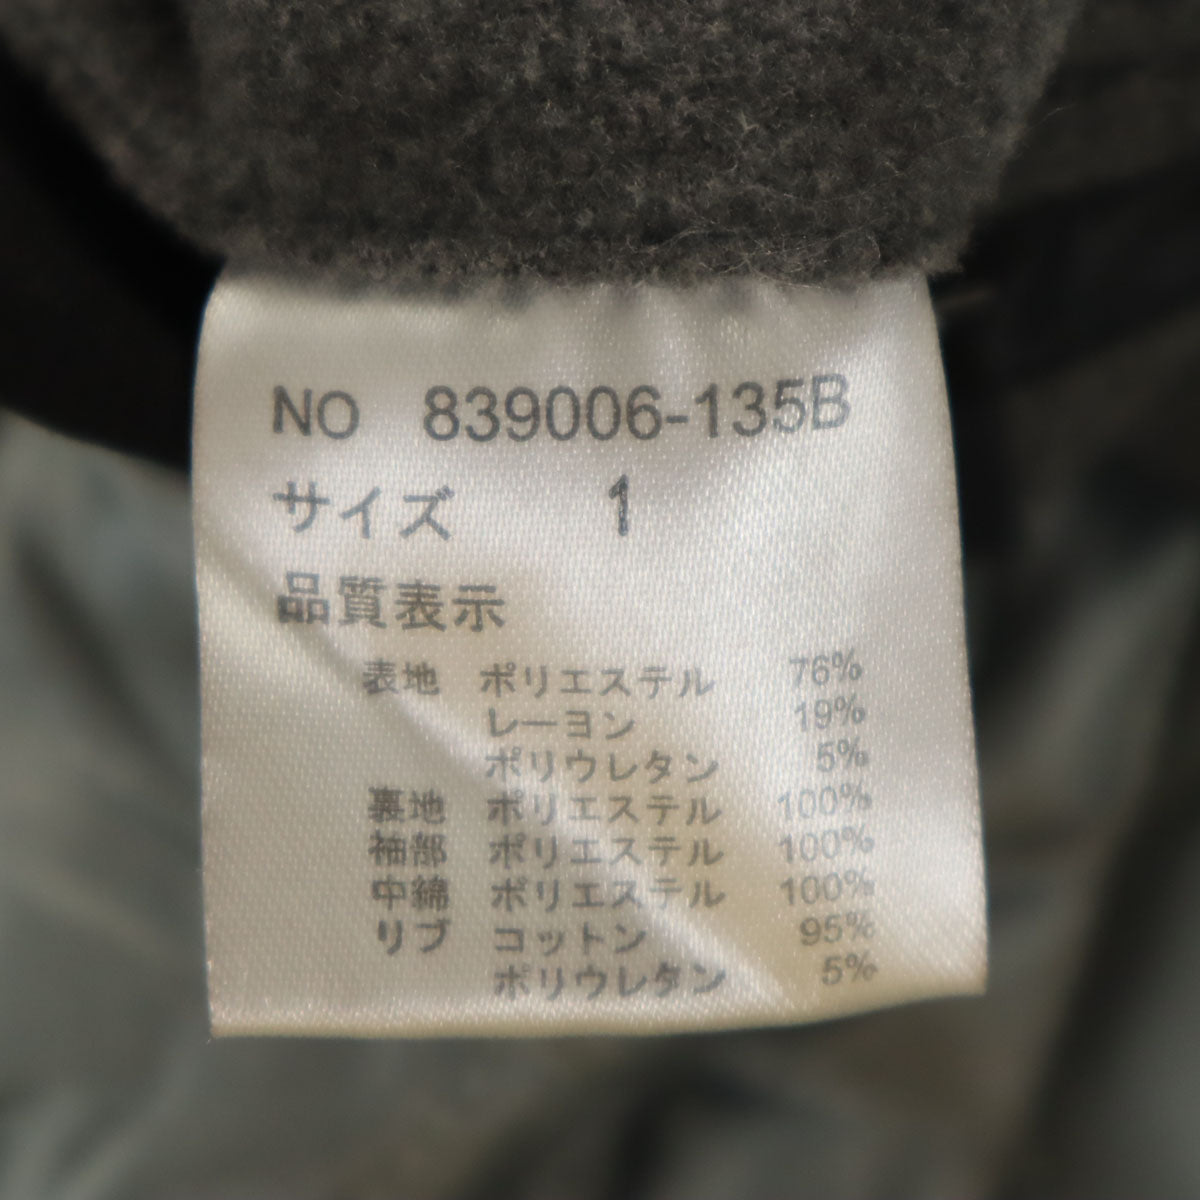 NO 839006-135B
サイズ 1
品質表示
表地 ポリエステル 76%
レーヨン 19%
ポリウレタン 5%
裏地 ポリエステル 100%
袖部 ポリエステル 100%
中綿 ポリエステル 100%
リブ コットン 95%
ポリウレタン 5%